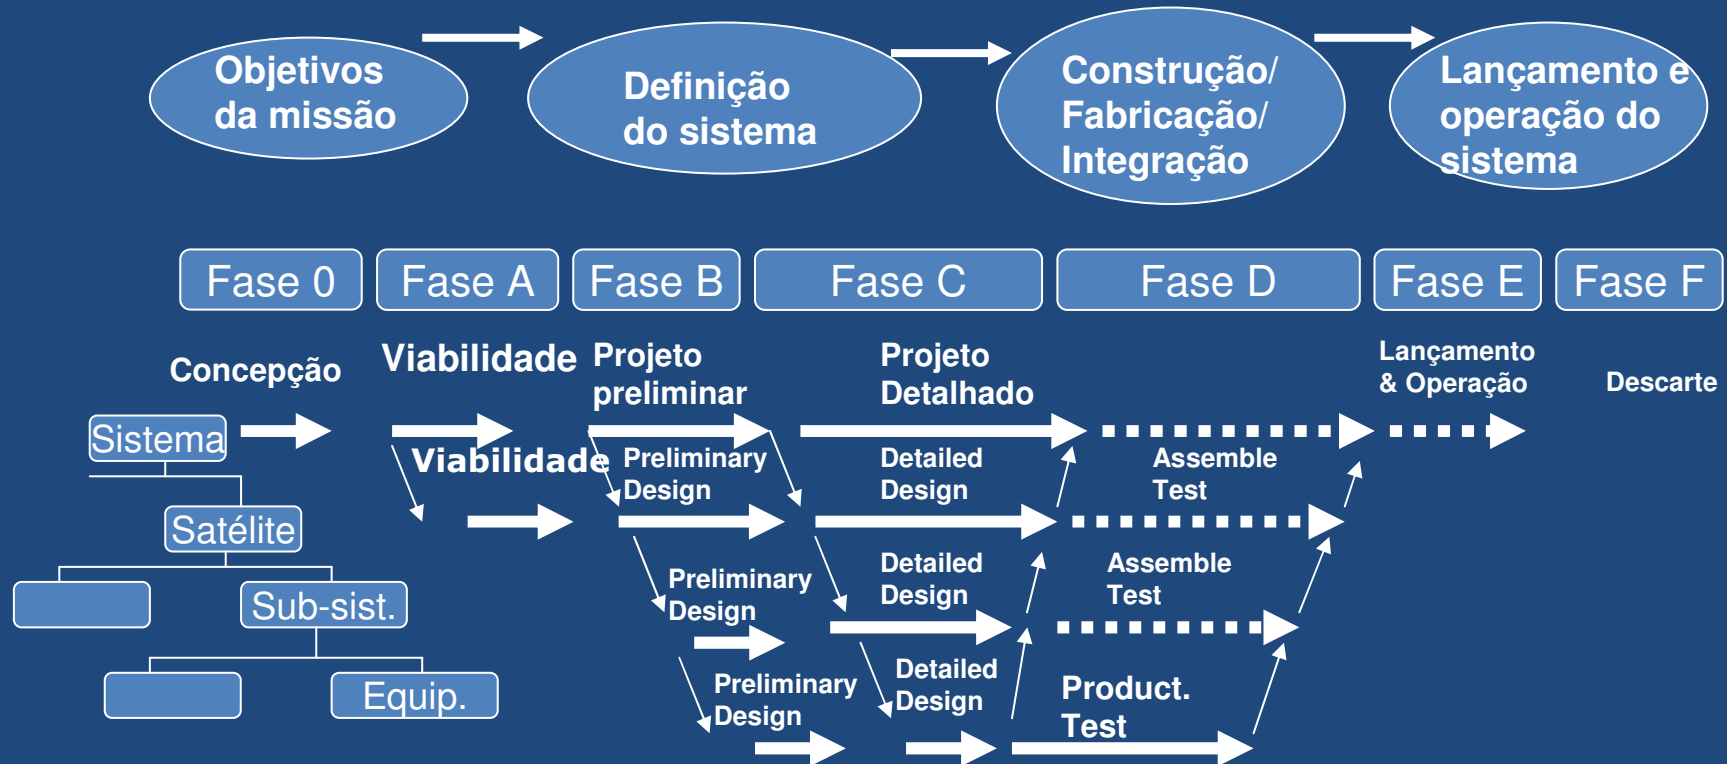 Objetivos
da missão
Definição
do sistema
Construção/
Fabricação/
Integração
Lançamento e
operação do
sistema
Fase 0
Fase A
Fase B
Fase C
Fase D
Fase E
Fase F
Concepção
Viabilidade
Projeto
preliminar
Projeto
Detalhado
Lançamento
& Operação
Descarte
Sistema
Viabilidade
Preliminary
Design
Detailed
Design
Assemble
Test
Satélite
Preliminary
Design
Detailed
Design
Assemble
Test
Sub-sist.
Preliminary
Design
Detailed
Design
Product.
Test
Equip.